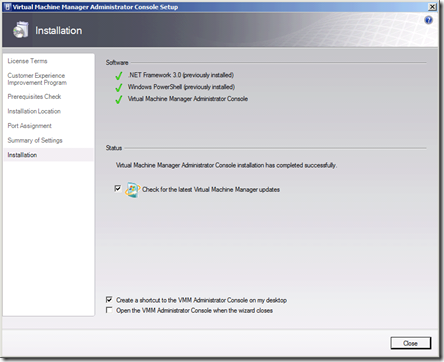 Virtual Machine Manager Administrator Console Setup
Installation
License Terms
Customer Experience
Improvement Program
Prerequisites Check
Installation Location
Port Assignment
Summary of Settings
Installation
Software
.NET Framework 3.0 (previously installed)
Windows PowerShell (previously installed)
Virtual Machine Manager Administrator Console
Status
Virtual Machine Manager Administrator Console installation has completed successfully.
Check for the latest Virtual Machine Manager updates
Create a shortcut to the VMM Administrator Console on my desktop
Open the VMM Administrator Console when the wizard closes
Close